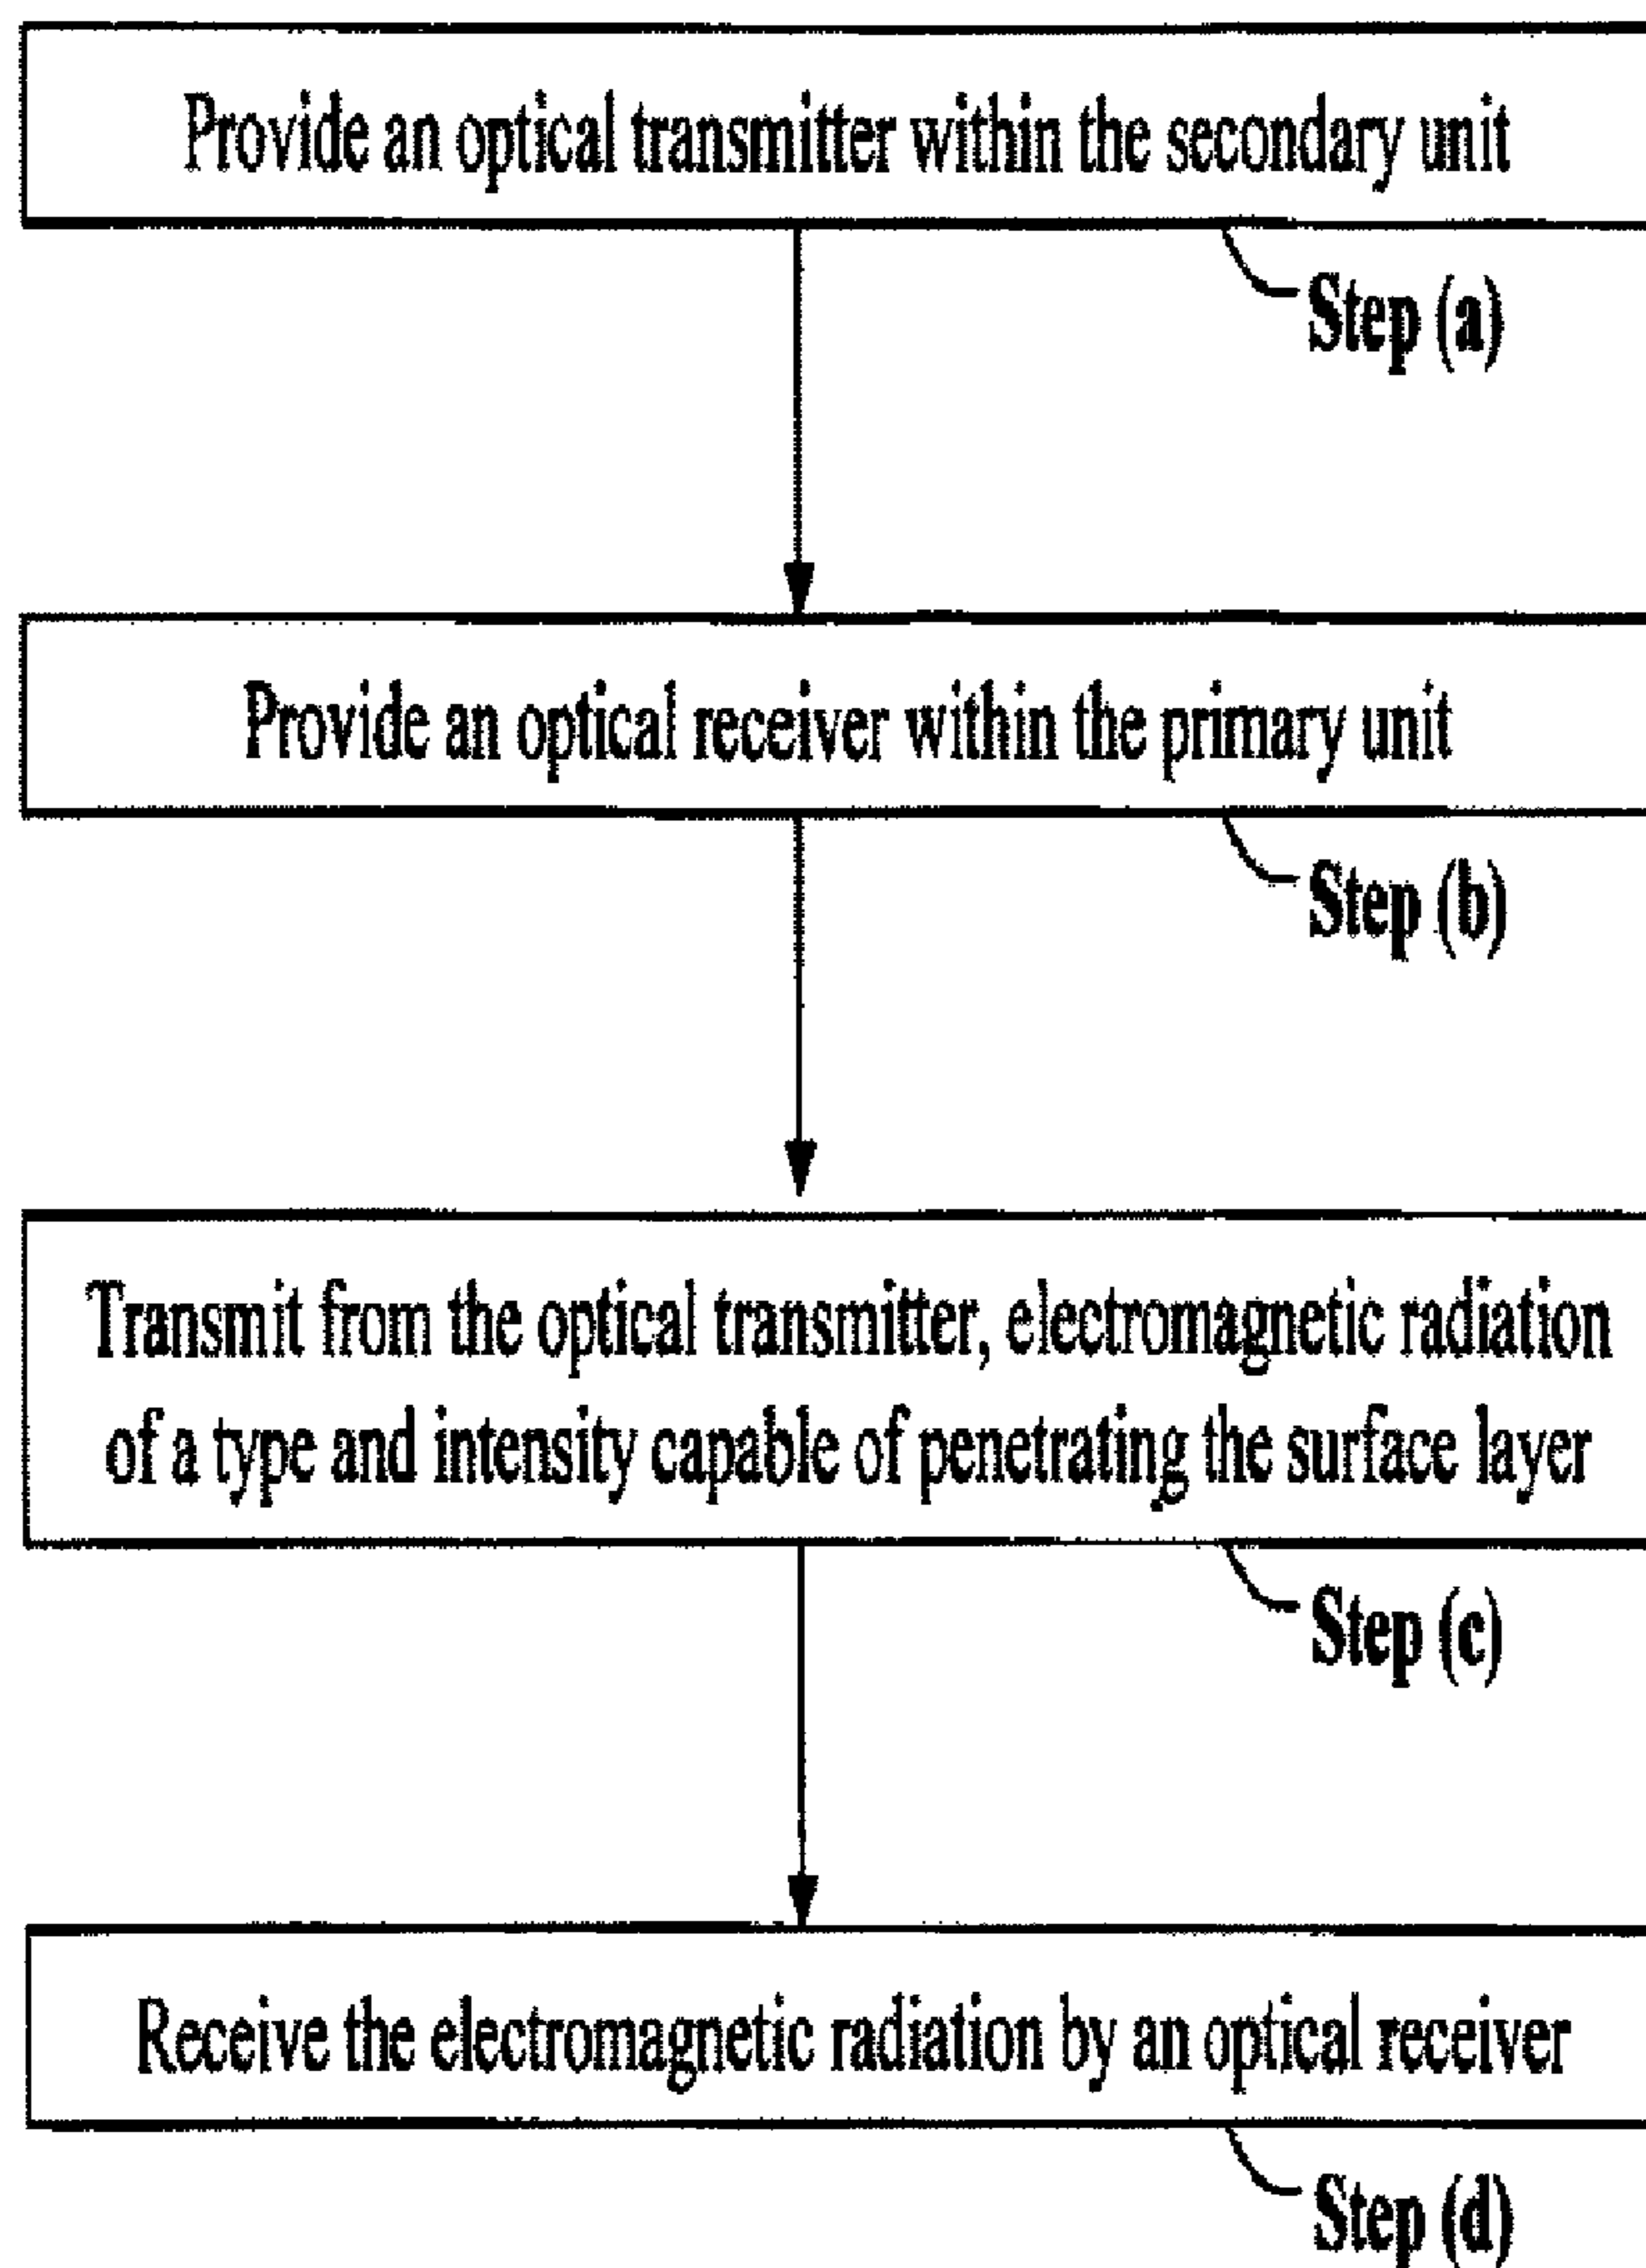 Provide an optical transmitter within the secondary unit
Step (a)
Provide an optical receiver within the primary unit
Step (b)
Transmit from the optical transmitter, electromagnetic radiation
of a type and intensity capable of penetrating the surface layer
Step (c)
Receive the electromagnetic radiation by an optical receiver
Step (d)